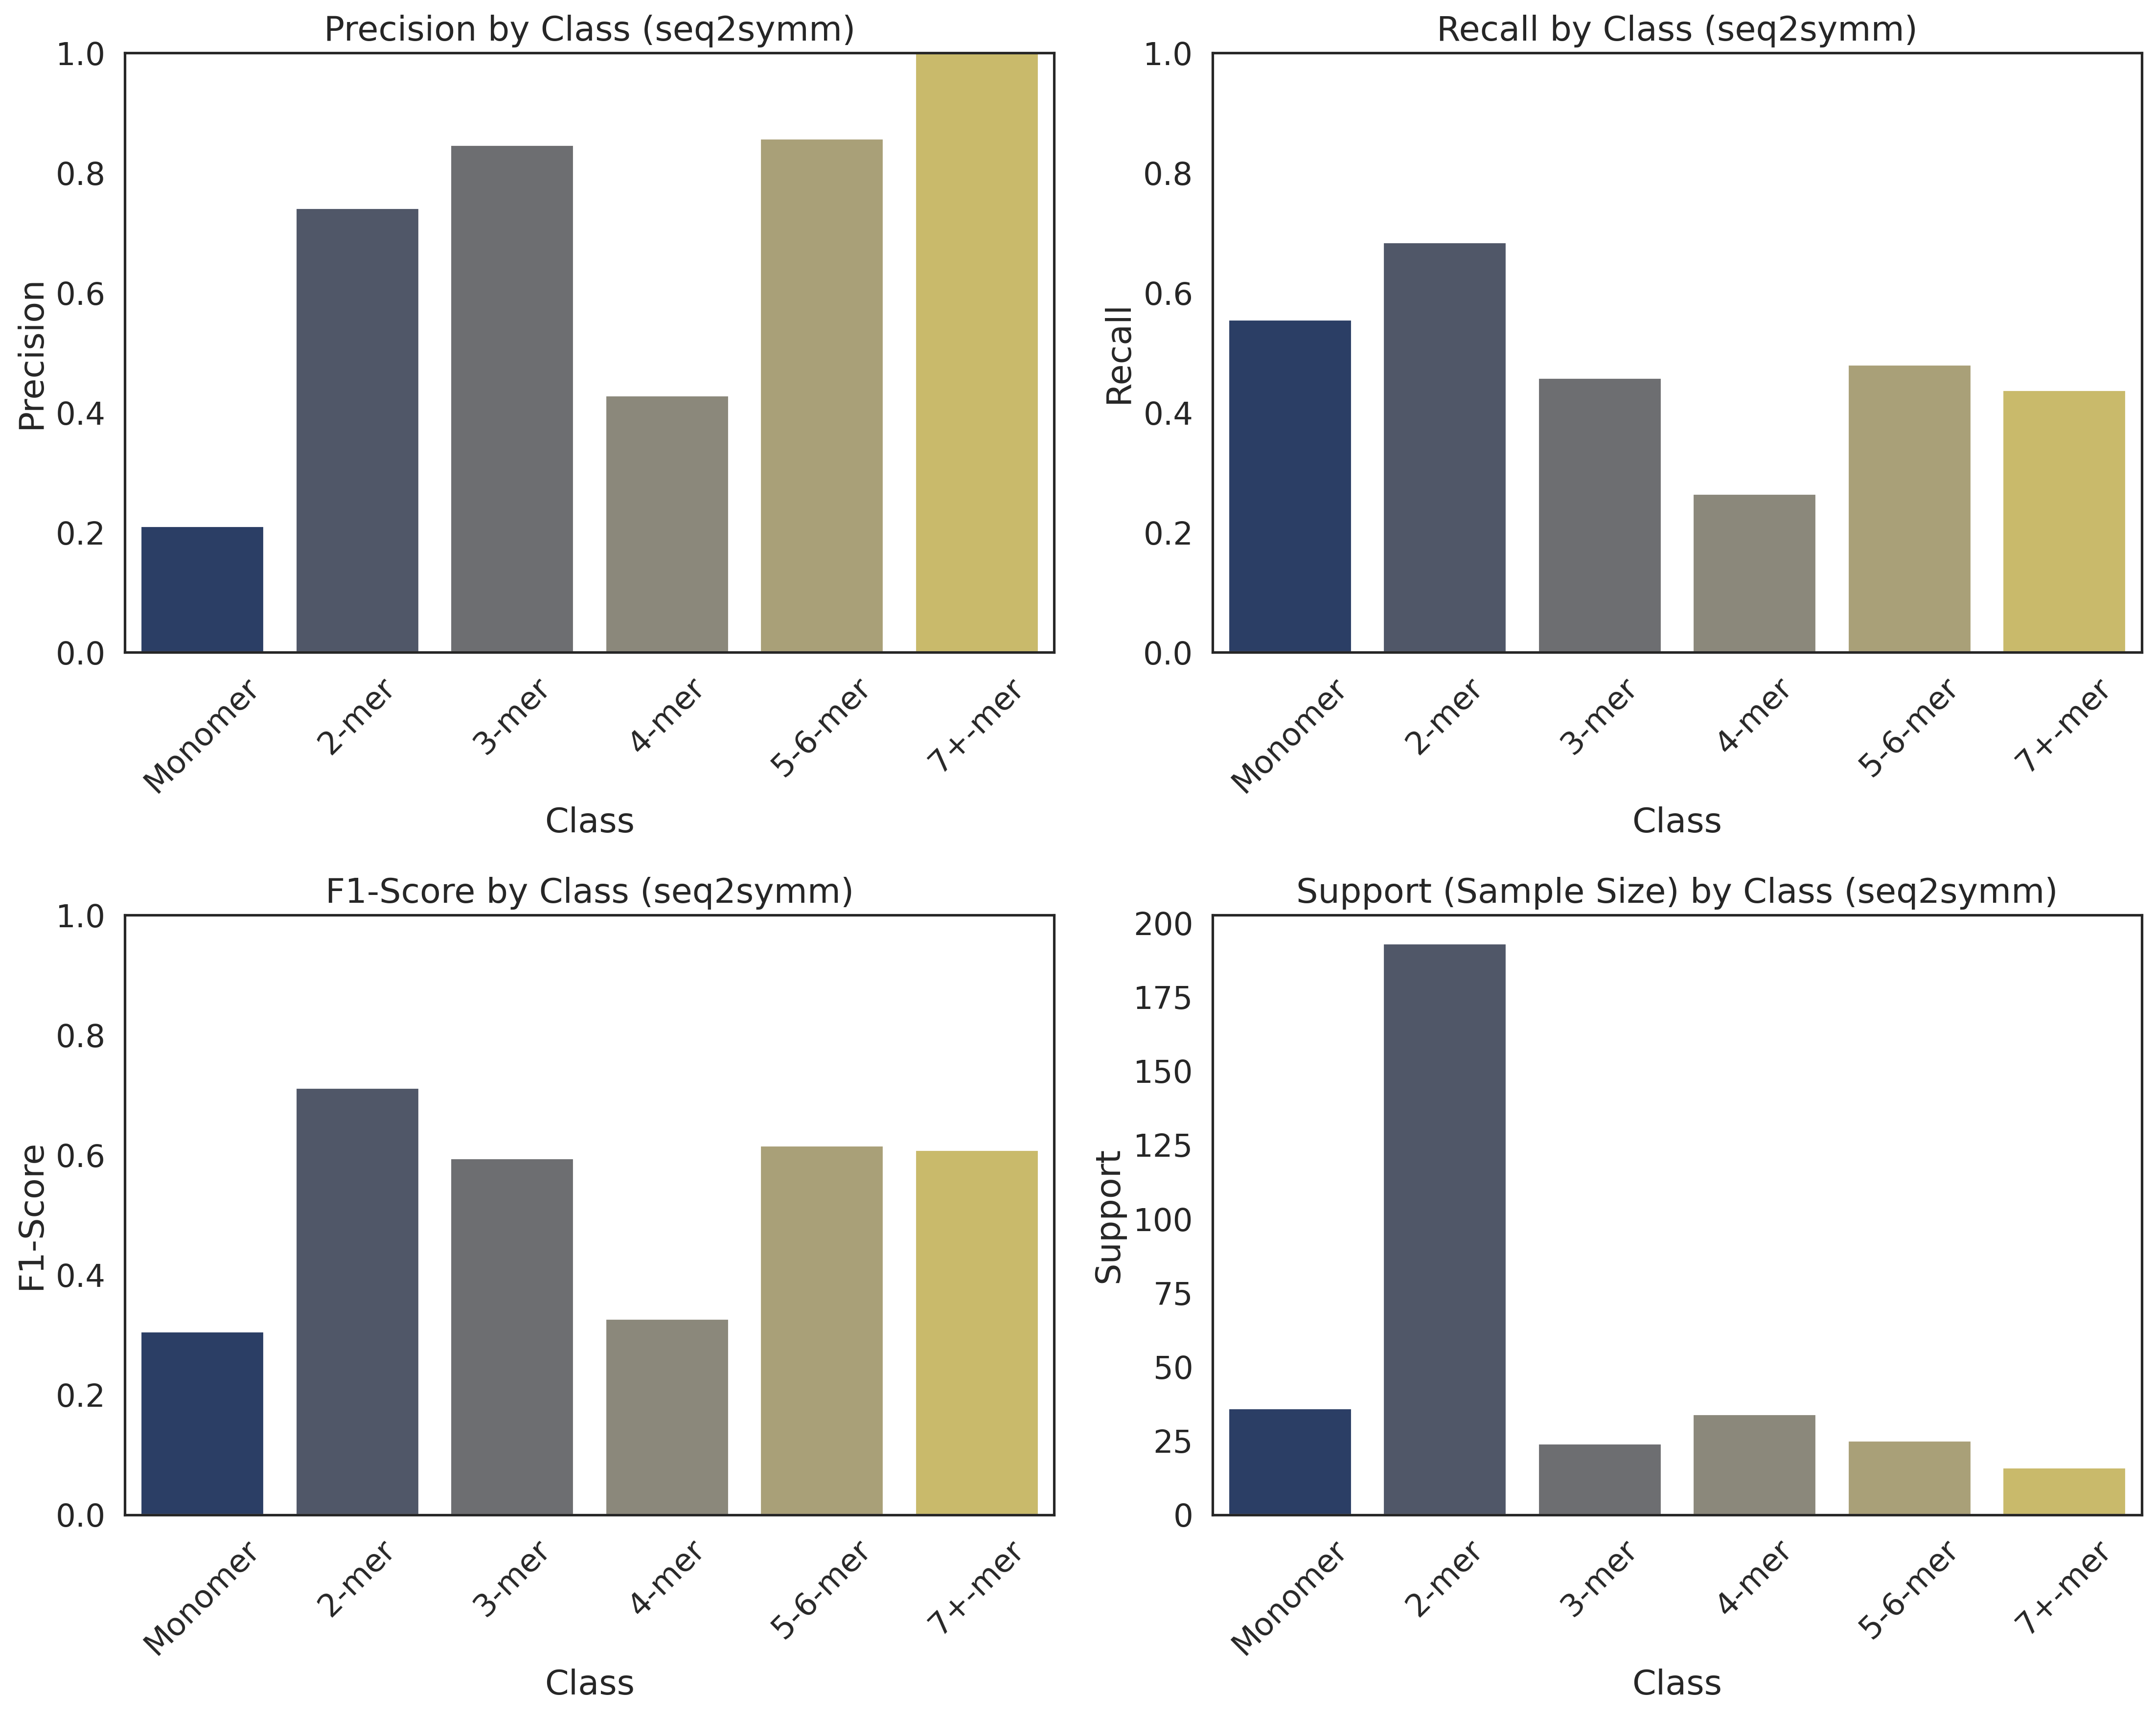 Precision by Class (seq2symm)
1.0
0.8
0.6
0.4
0.2
0.0
Precision
Monomer
2-mer
3-mer
4-mer
5-6-mer
7+-mer
Class
Recall by Class (seq2symm)
1.0
0.8
0.6
0.4
0.2
0.0
Recall
Monomer
2-mer
3-mer
4-mer
5-6-mer
7+-mer
Class
F1-Score by Class (seq2symm)
1.0
0.8
0.6
0.4
0.2
0.0
F1-Score
Monomer
2-mer
3-mer
4-mer
5-6-mer
7+-mer
Class
Support (Sample Size) by Class (seq2symm)
200
175
150
125
100
75
50
25
0
Support
Monomer
2-mer
3-mer
4-mer
5-6-mer
7+-mer
Class